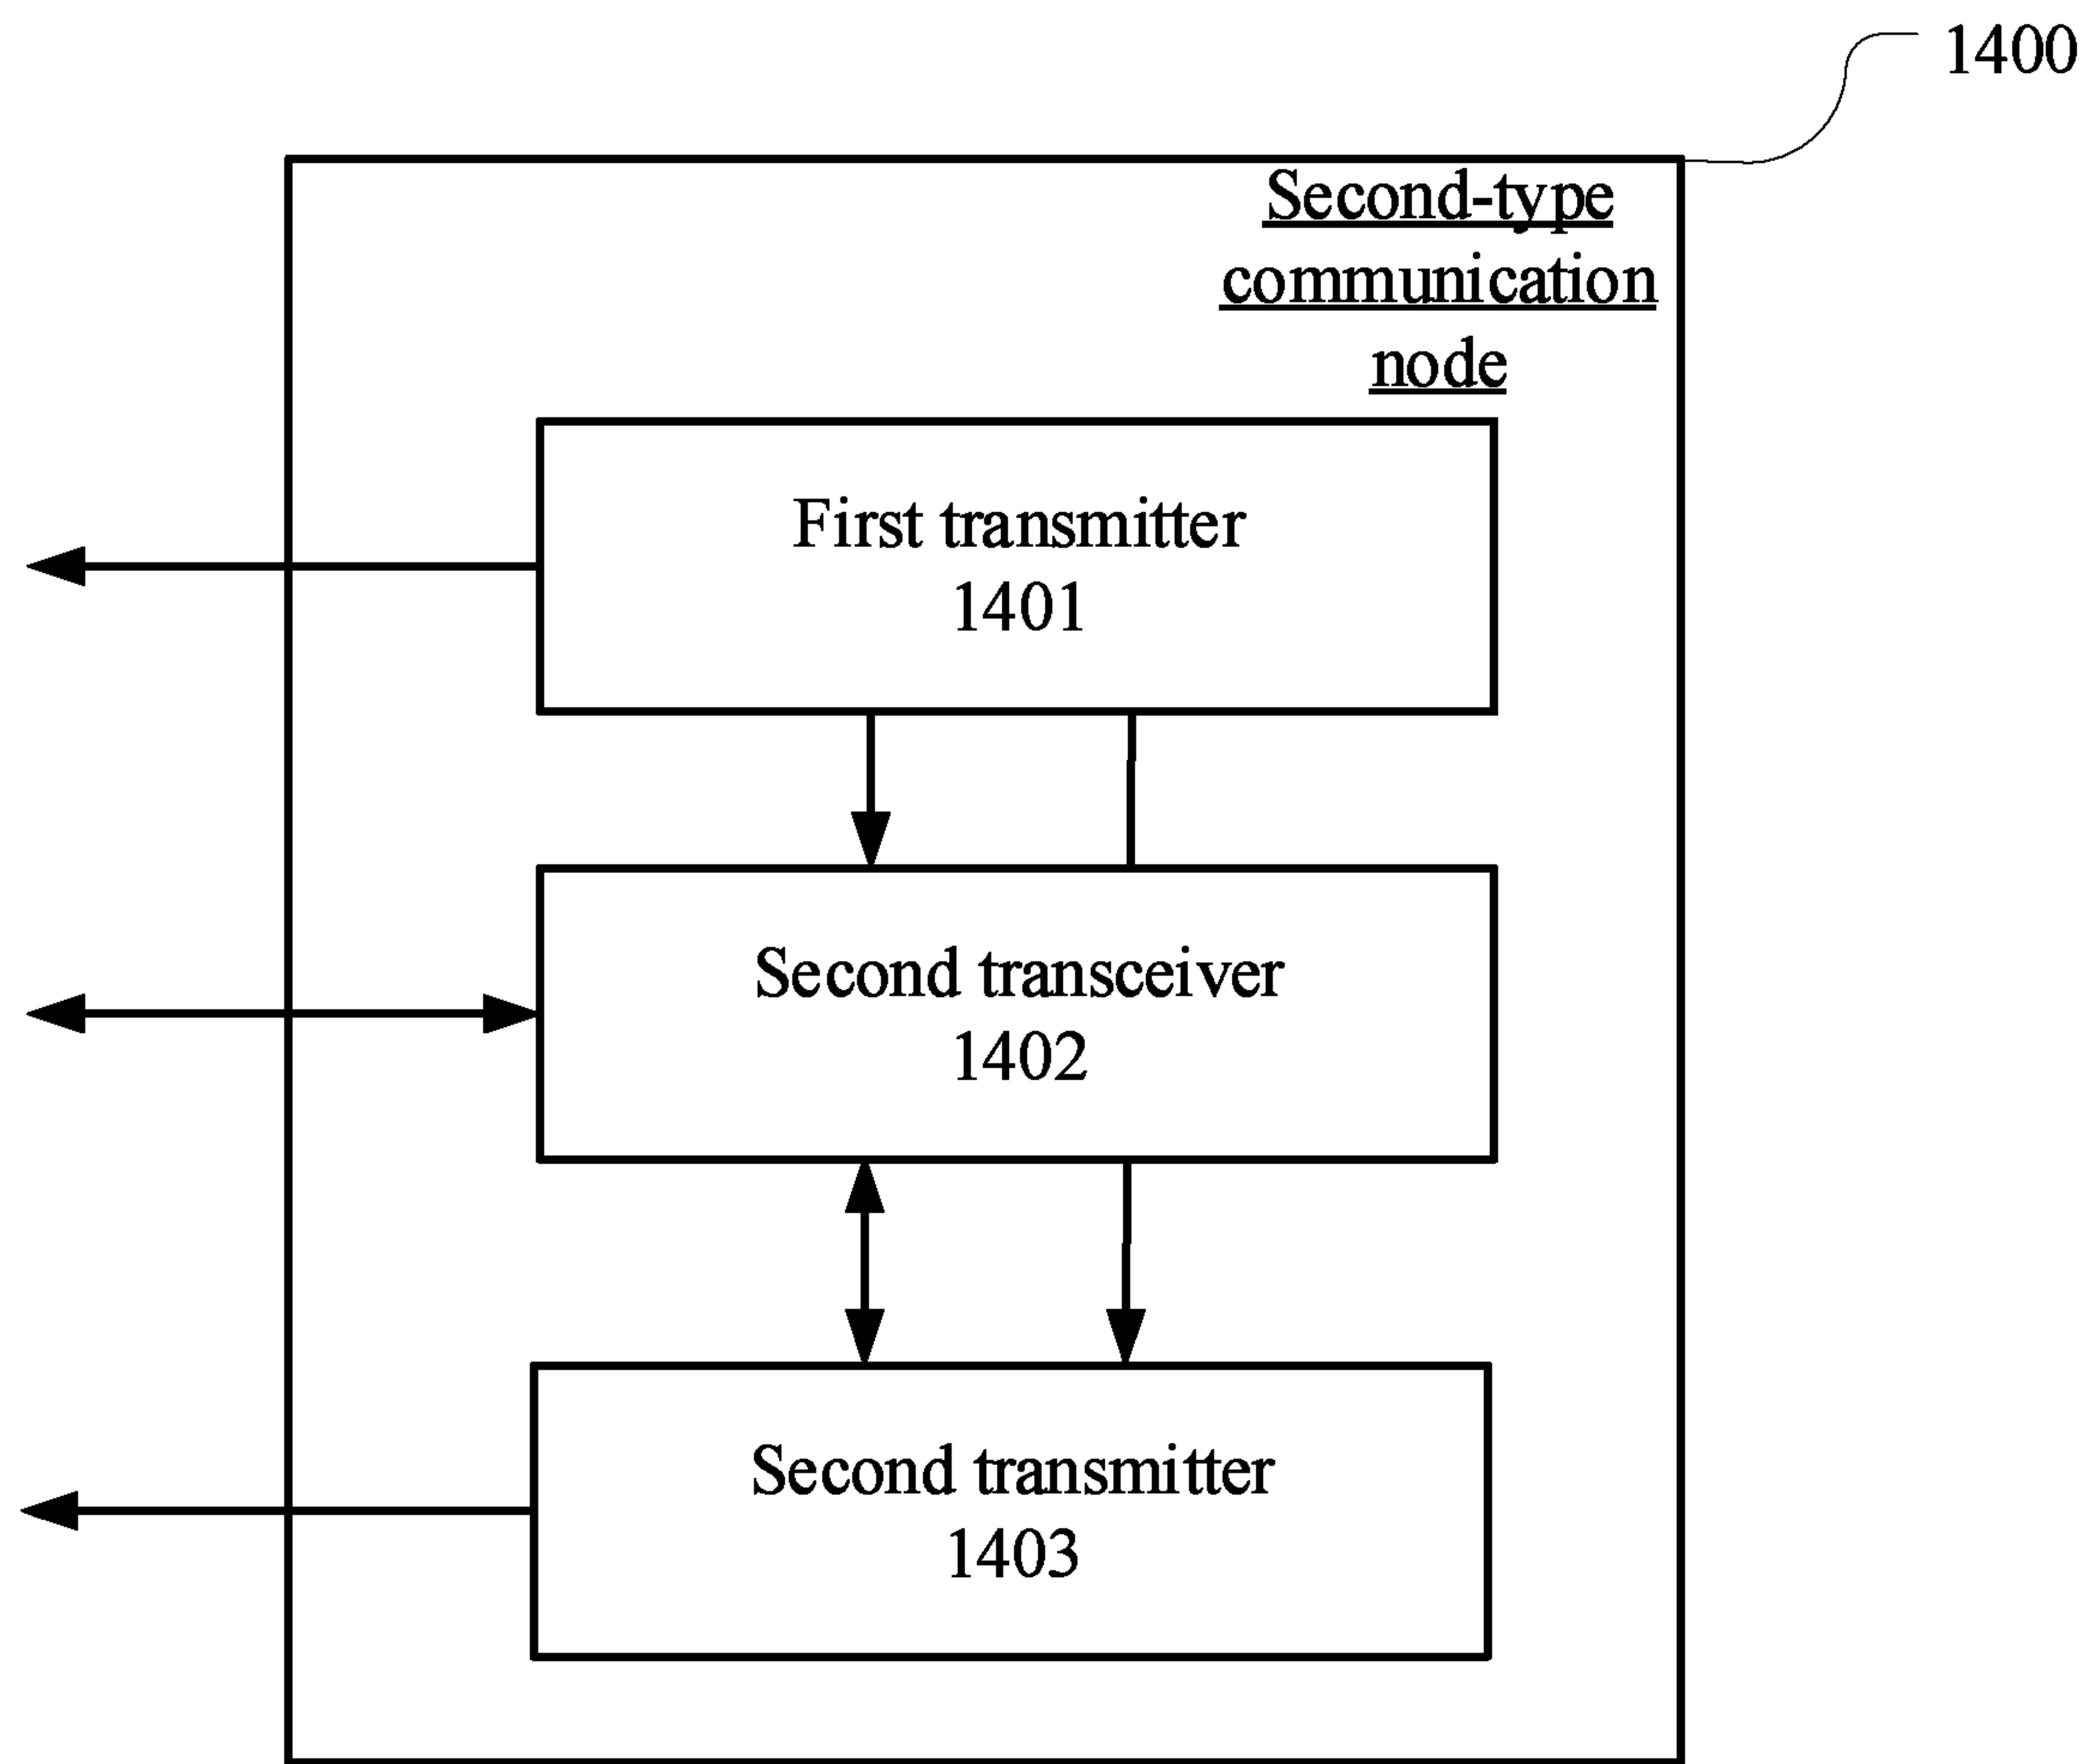 1400
Second-type
communication
node
First transmitter
1401
Second transceiver
1402
Second transmitter
1403